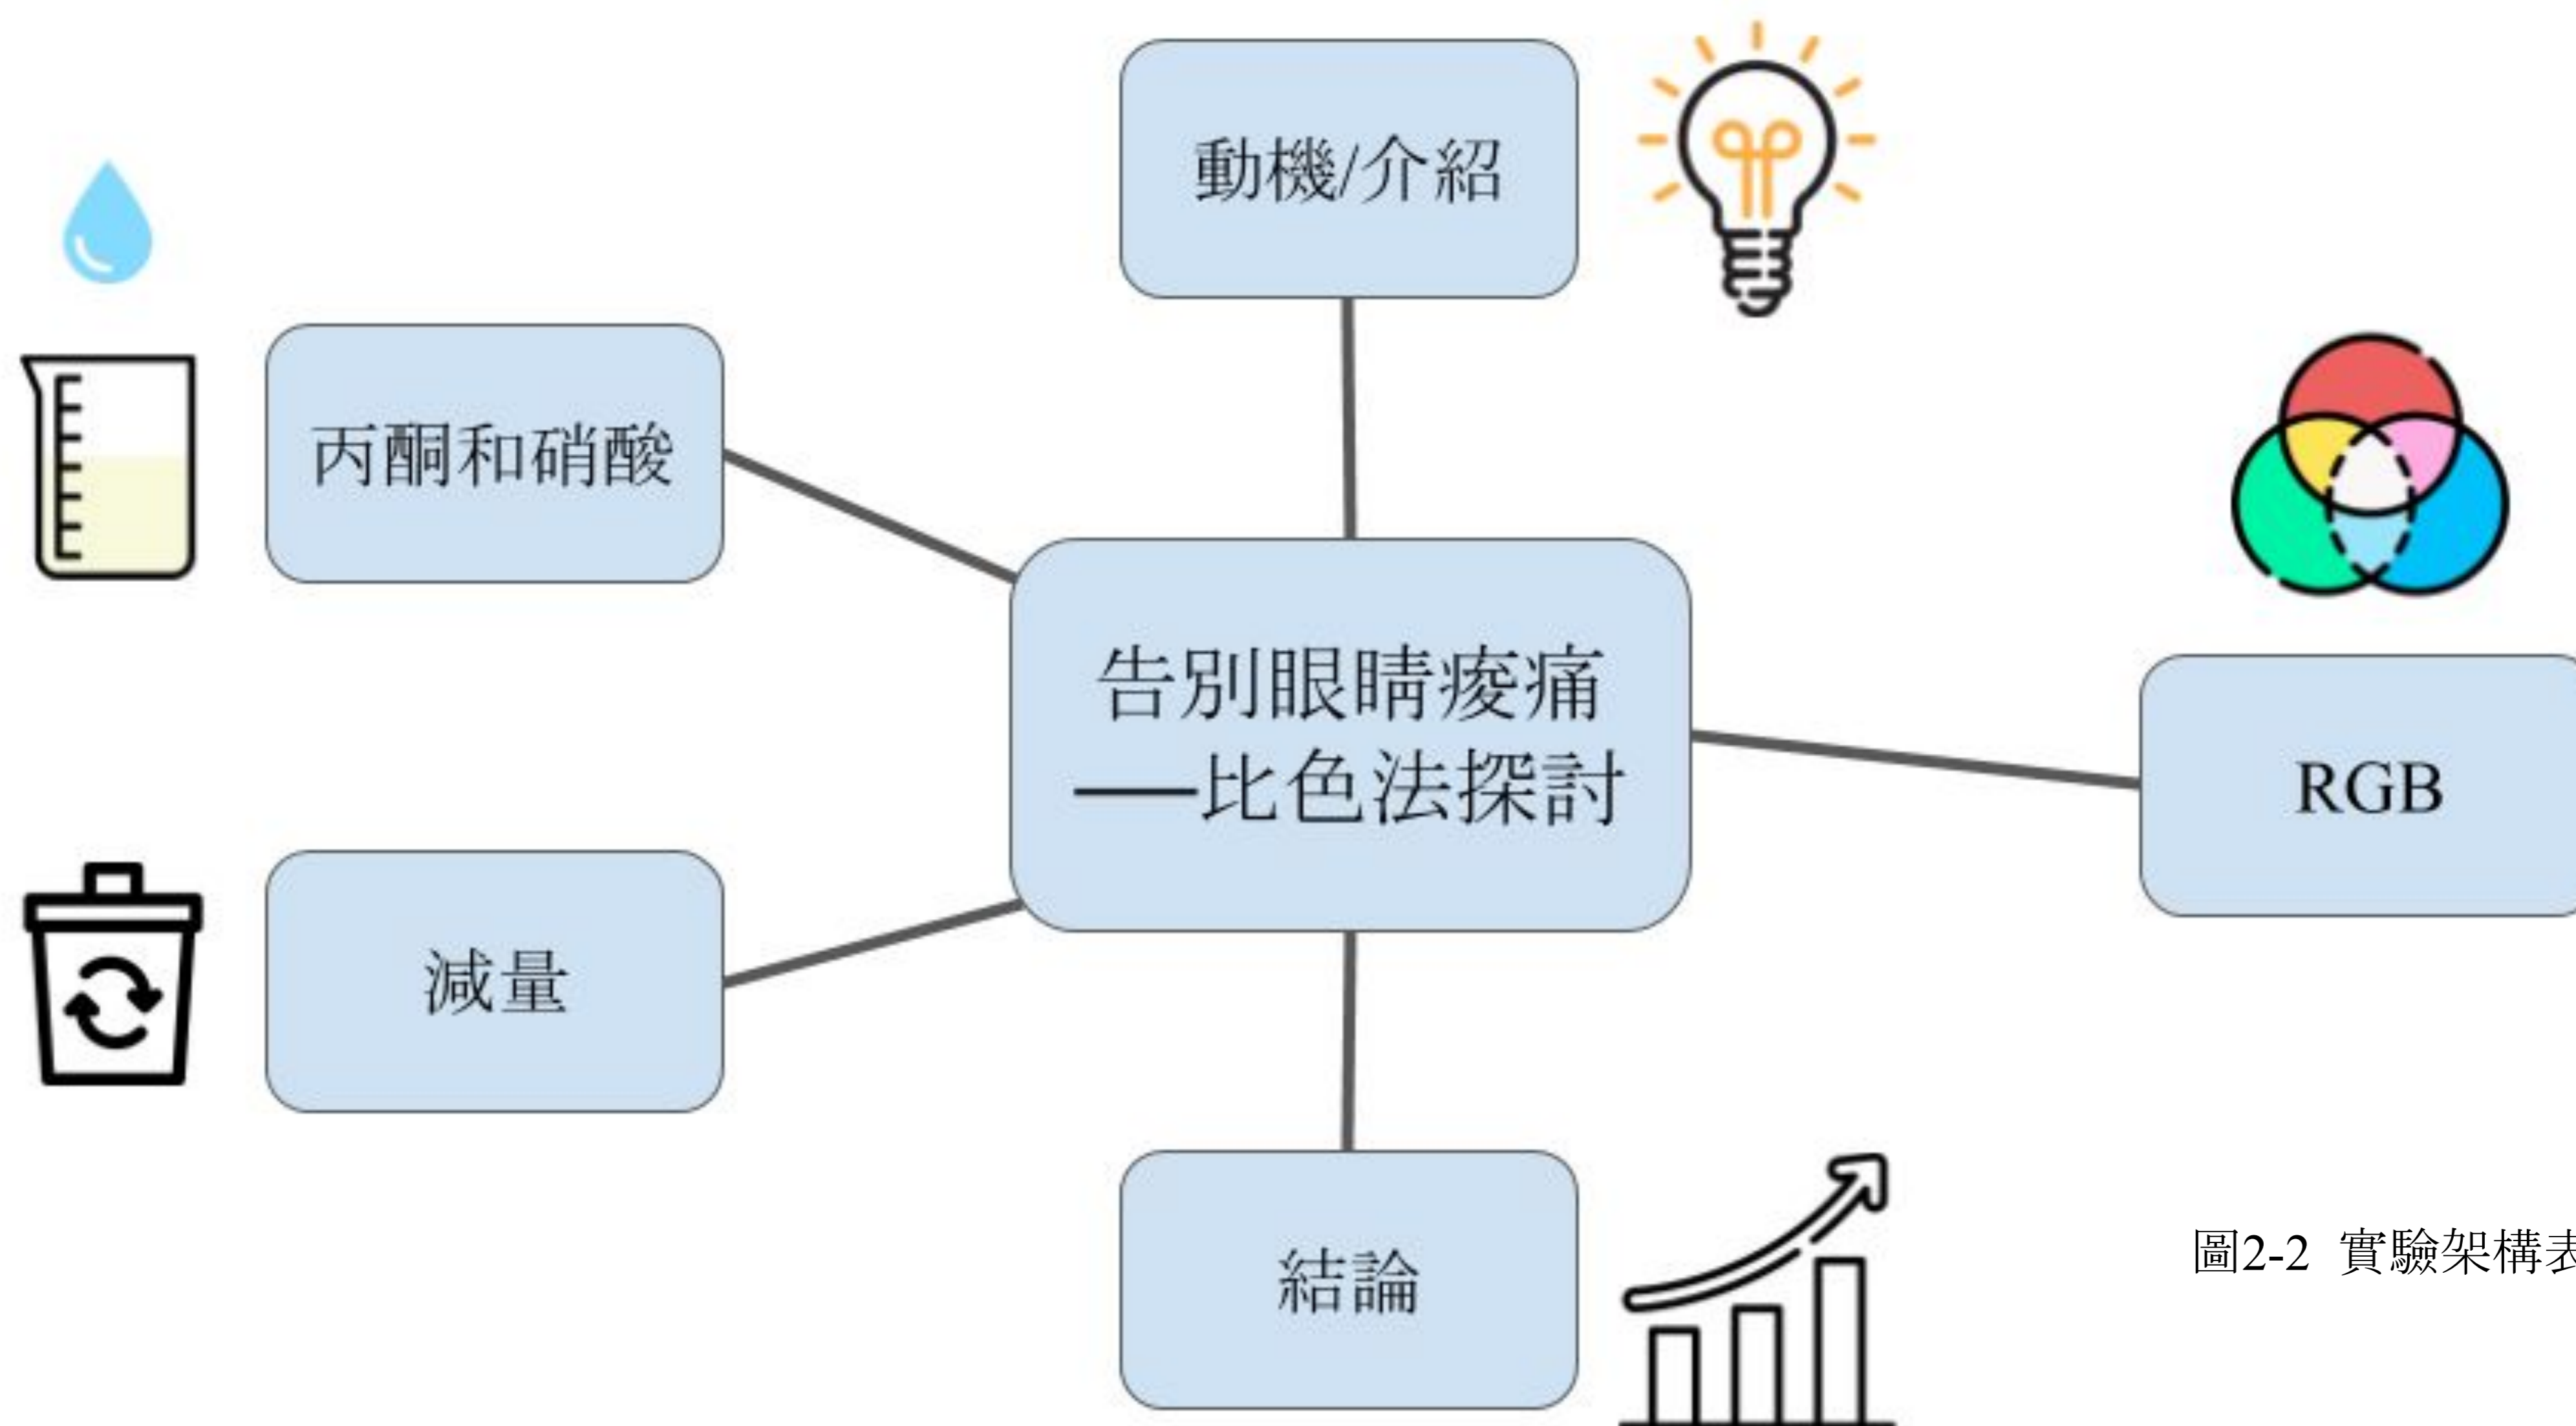 動機/介紹
丙酮和硝酸
告別眼睛痠痛
──比色法探討
RGB
減量
結論
圖2-2 實驗架構表